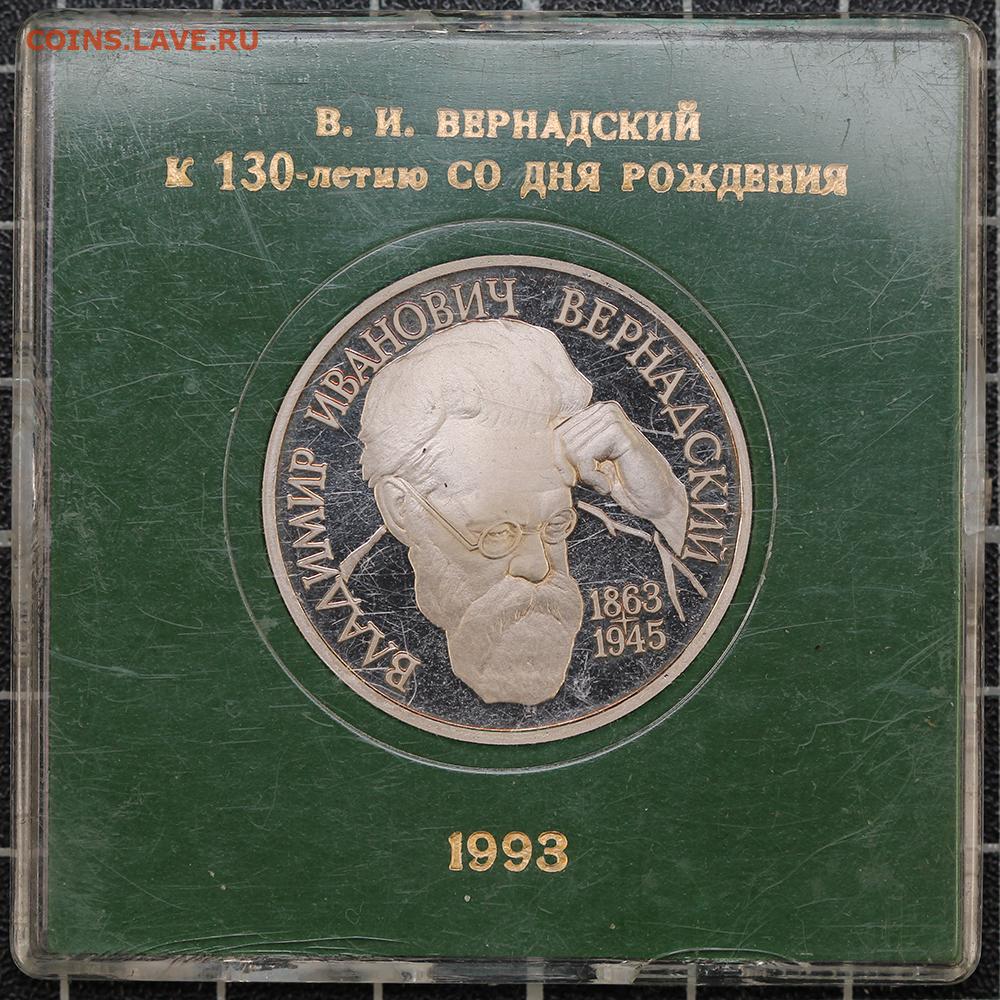 COINS.LAVE.RU
В. И. ВЕРНАДСКИЙ
К 130-летию СО ДНЯ РОЖДЕНИЯ
ВЛАДИМИР ИВАНОВИЧ ВЕРНАДСКИЙ
1863
1945
1993